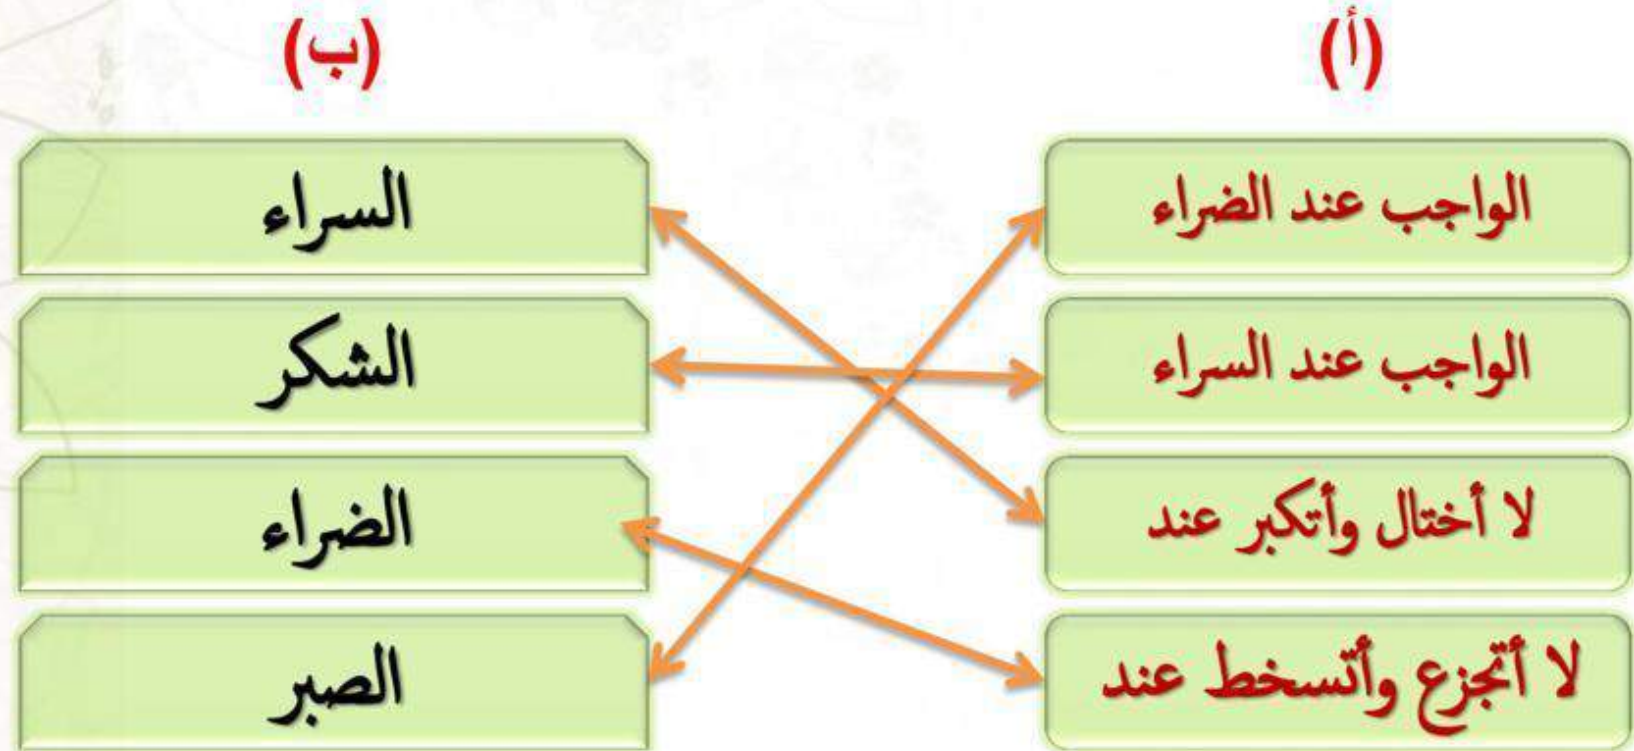 (أ)
(ب)
الواجب عند الضراء
السراء
الواجب عند السراء
الشكر
لا أختال وأتكبر عند
الضراء
لا أتجزع وأتسخط عند
الصبر